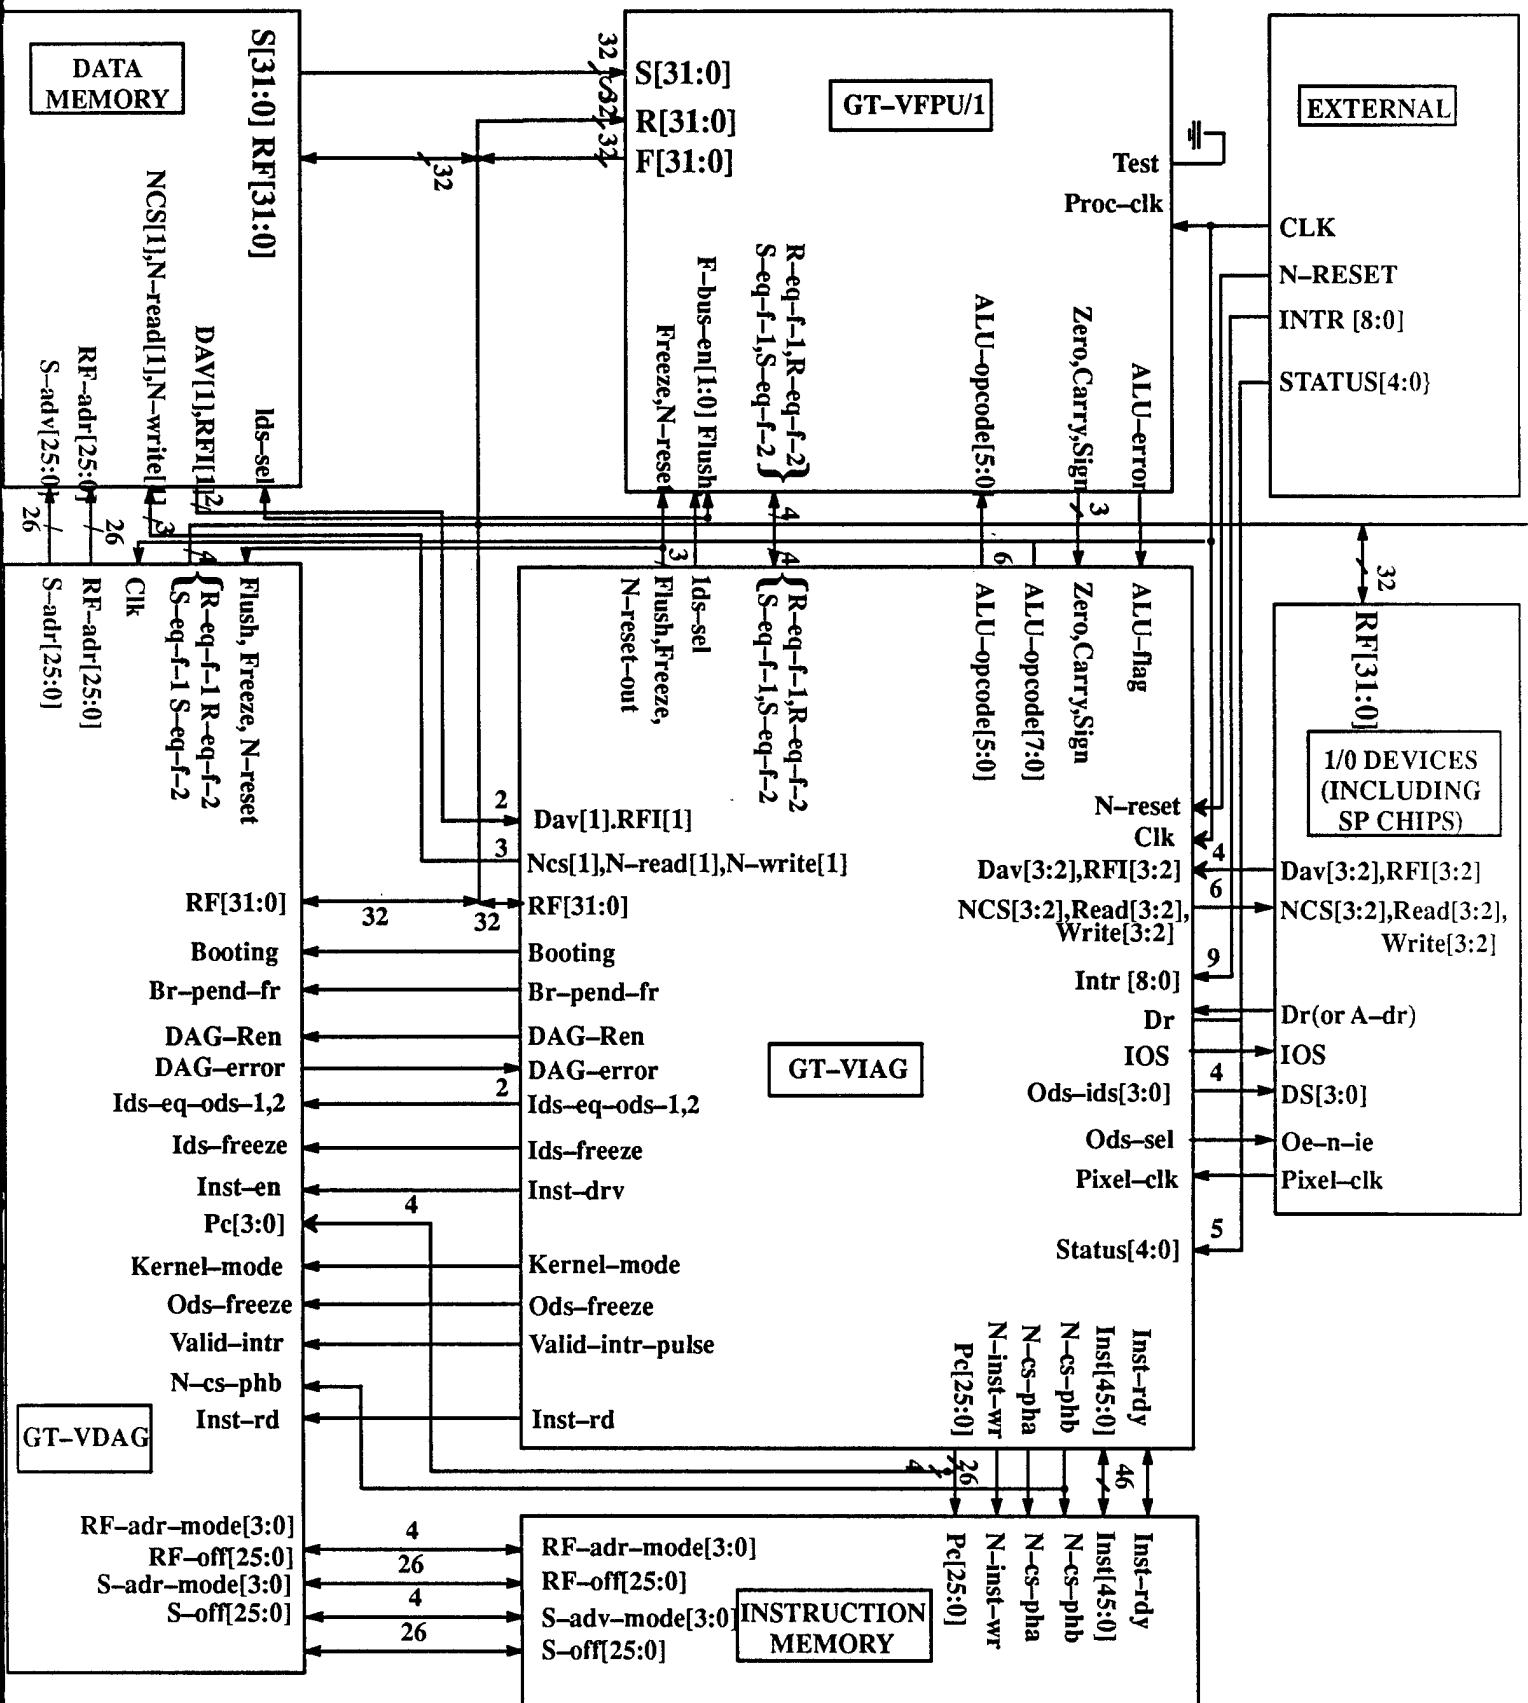 DATA
MEMORY
S[31:0] RF[31:0]
NCS[1],N–read[1],N–write[1]
DAV[1],RFI[1]
RF–adr[25:0]
S–adv[25:0]
Ids–sel
32
32
32
32
S[31:0]
R[31:0]
F[31:0]
GT–VFPU/1
Test
Proc–clk
Freeze,N–reset
F–bus–en[1:0] Flush
R–eq–f–1,R–eq–f–2
S–eq–f–1,S–eq–f–2
ALU–opcode[5:0]
Zero,Carry,Sign
ALU–error
EXTERNAL
CLK
N–RESET
INTR [8:0]
STATUS[4:0}
26
26
3
2
4
3
4
4
6
3
32
S–adr[25:0]
RF–adr[25:0]
Clk
R–eq–f–1 R–eq–f–2
S–eq–f–1 S–eq–f–2
Flush, Freeze, N–reset
Flush,Freeze,
N–reset–out
1ds–sel
R–eq–f–1,R–eq–f–2
S–eq–f–1,S–eq–f–2
ALU–opcode[5:0]
ALU–opcode[7:0]
Zero,Carry,Sign
ALU–flag
RF[31:0]
1/0 DEVICES
(INCLUDING
SP CHIPS)
2
Dav[1].RFI[1]
3
Ncs[1],N–read[1],N–write[1]
N–reset
Clk
4
Dav[3:2],RFI[3:2]
Dav[3:2],RFI[3:2]
6
NCS[3:2],Read[3:2],
Write[3:2]
NCS[3:2],Read[3:2],
Write[3:2]
RF[31:0]
32
32
RF[31:0]
Booting
Booting
9
Intr [8:0]
Br–pend–fr
Br–pend–fr
Dr
Dr(or A–dr)
DAG–Ren
DAG–Ren
IOS
IOS
DAG–error
DAG–error
GT–VIAG
4
Ods–ids[3:0]
DS[3:0]
Ids–eq–ods–1,2
2
Ids–eq–ods–1,2
Ods–sel
Oe–n–ie
Ids–freeze
Ids–freeze
Pixel–clk
Pixel–clk
Inst–en
Inst–drv
Pc[3:0]
4
5
Status[4:0]
Kernel–mode
Kernel–mode
Ods–freeze
Ods–freeze
Valid–intr
Valid–intr–pulse
N–cs–phb
Inst–rd
Inst–rd
GT–VDAG
Pc[25:0]
N–inst–wr
N–cs–pha
N–cs–phb
Inst[45:0]
Inst–rdy
4
26
46
RF–adr–mode[3:0]
RF–off[25:0]
S–adr–mode[3:0]
S–off[25:0]
4
26
4
26
RF–adr–mode[3:0]
RF–off[25:0]
S–adv–mode[3:0]
S–off[25:0]
INSTRUCTION
MEMORY
Pc[25:0]
N–inst–wr
N–cs–pha
N–cs–phb
Inst[45:0]
Inst–rdy